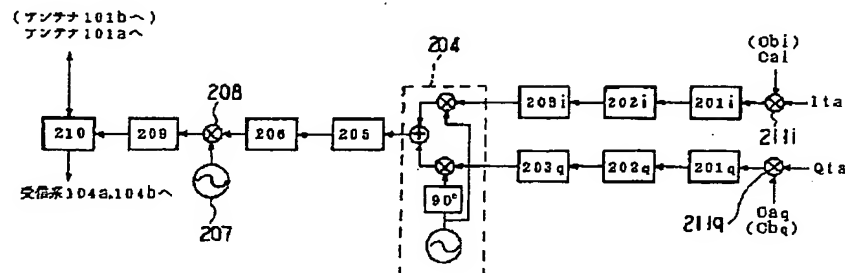 (アンテナ101bへ)
アンテナ101aへ
204
(Cbi)
Cai
208
210
209
206
205
203i
202i
201i
Ita
211i
受信系104a,104bへ
207
203q
202q
201q
Qta
90°
211q
Caq
(Cbq)